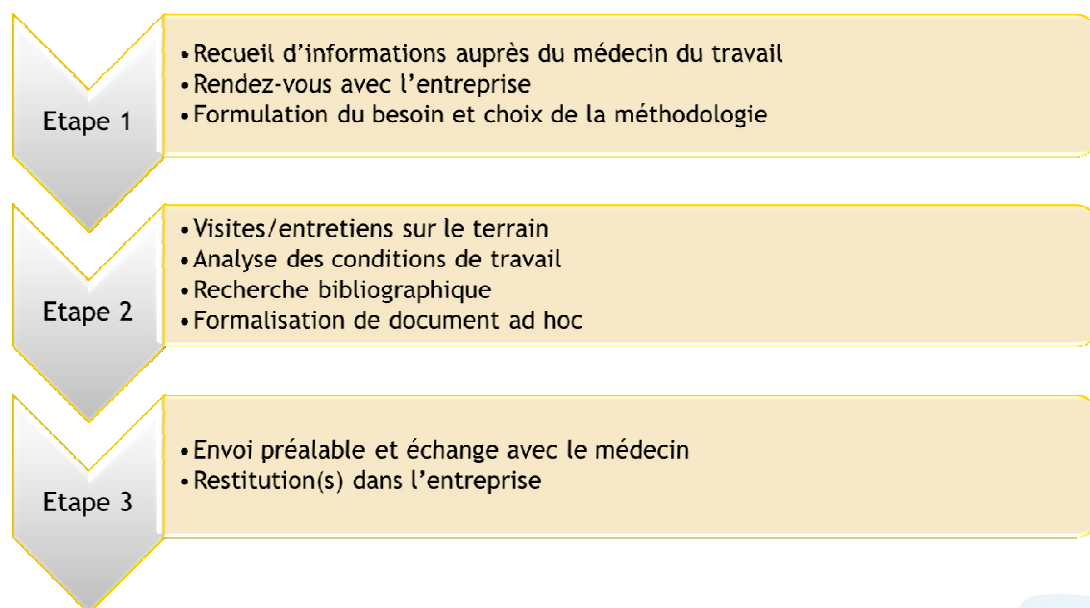 Etape 1
• Recueil d'informations auprès du médecin du travail
• Rendez-vous avec l'entreprise
• Formulation du besoin et choix de la méthodologie
Etape 2
• Visites/entretiens sur le terrain
• Analyse des conditions de travail
• Recherche bibliographique
• Formalisation de document ad hoc
Etape 3
• Envoi préalable et échange avec le médecin
• Restitution(s) dans l'entreprise